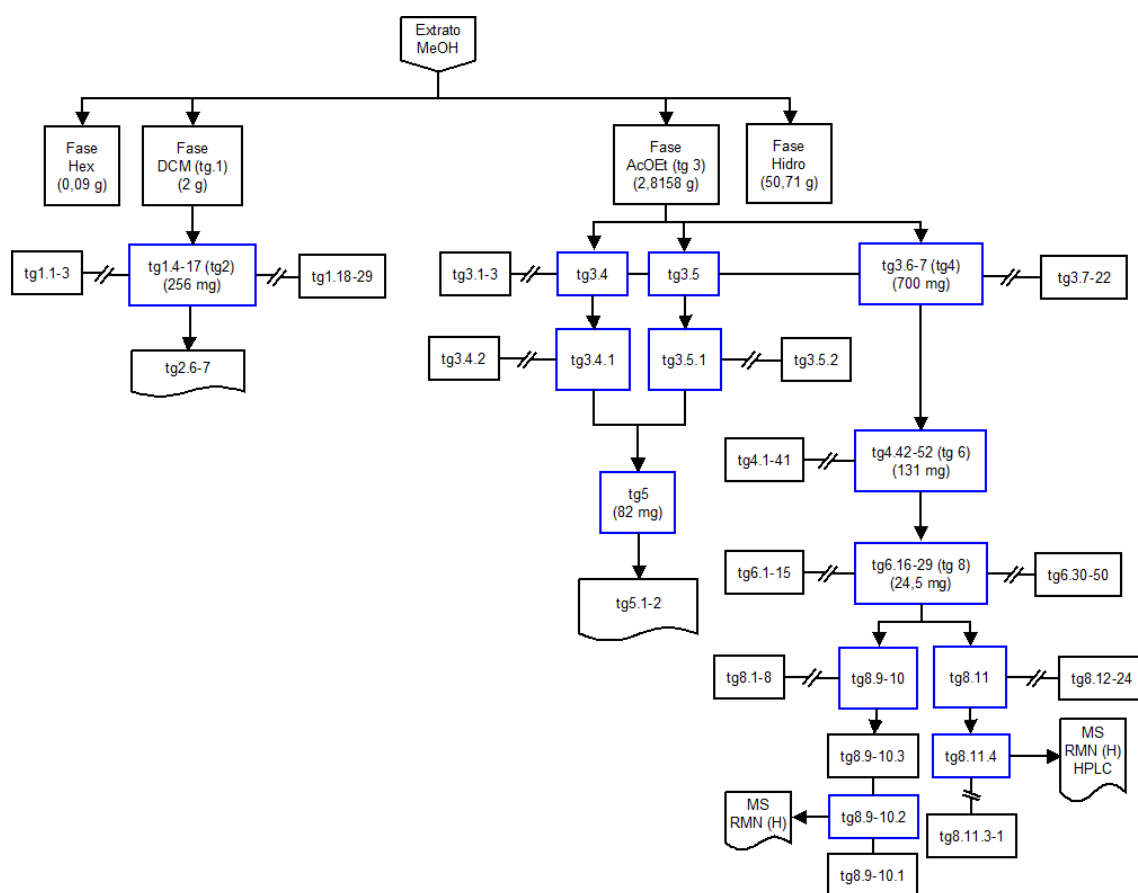 Extrato
MeOH
Fase
Hex
(0,09 g)
Fase
DCM (tg.1)
(2 g)
Fase
AcOEt (tg 3)
(2,8158 g)
Fase
Hidro
(50,71 g)
tg1.1-3
tg1.4-17 (tg2)
(256 mg)
tg1.18-29
tg3.1-3
tg3.4
tg3.5
tg3.6-7 (tg4)
(700 mg)
tg3.7-22
tg2.6-7
tg3.4.2
tg3.4.1
tg3.5.1
tg3.5.2
tg4.1-41
tg4.42-52 (tg 6)
(131 mg)
tg5
(82 mg)
tg6.1-15
tg6.16-29 (tg 8)
(24,5 mg)
tg6.30-50
tg5.1-2
tg8.1-8
tg8.9-10
tg8.11
tg8.12-24
tg8.9-10.3
tg8.11.4
MS
RMN (H)
HPLC
MS
RMN (H)
tg8.9-10.2
tg8.11.3-1
tg8.9-10.1